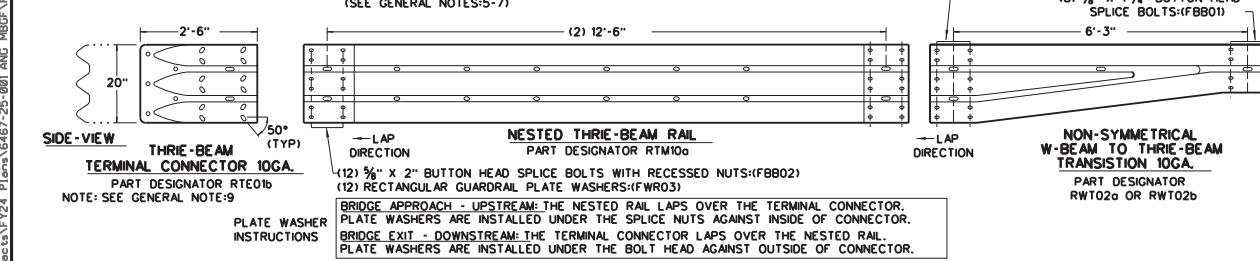 (SEE GENERAL NOTES:5-7)
BUTTON HEAD
SPLICE BOLTS:(FBB01)
2'-6"
(2) 12'-6"
6'-3"
20"
50°
(TYP)
SIDE-VIEW
THRIE-BEAM
TERMINAL CONNECTOR 10GA.
PART DESIGNATOR RTE01b
NOTE: SEE GENERAL NOTE:9
LAP
DIRECTION
NESTED THRIE-BEAM RAIL
PART DESIGNATOR RTM10a
LAP
DIRECTION
NON-SYMMETRICAL
W-BEAM TO THRIE-BEAM
TRANSISTION 10GA.
PART DESIGNATOR
RWT02a OR RWT02b
(12) 5/8" X 2" BUTTON HEAD SPLICE BOLTS WITH RECESSED NUTS:(FBB02)
(12) RECTANGULAR GUARDRAIL PLATE WASHERS:(FWR03)
PLATE WASHER
INSTRUCTIONS
BRIDGE APPROACH - UPSTREAM: THE NESTED RAIL LAPS OVER THE TERMINAL CONNECTOR.
PLATE WASHERS ARE INSTALLED UNDER THE SPLICE NUTS AGAINST INSIDE OF CONNECTOR.
BRIDGE EXIT - DOWNSTREAM: THE TERMINAL CONNECTOR LAPS OVER THE NESTED RAIL.
PLATE WASHERS ARE INSTALLED UNDER THE BOLT HEAD AGAINST OUTSIDE OF CONNECTOR.